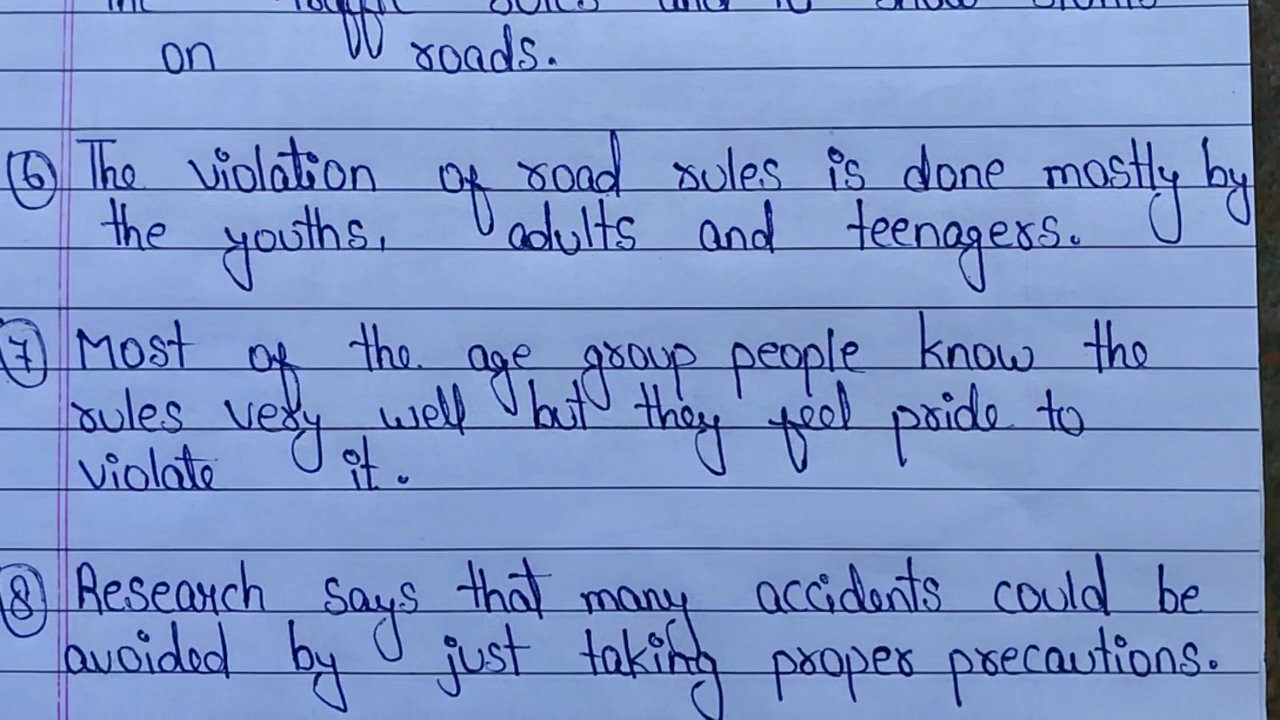 on roads.
⑥ The violation of road rules is done mostly by
the youths, adults and teenagers.
⑦ Most of the age group people know the
rules very well but they feel pride to
violate it.
⑧ Research says that many accidents could be
avoided by just taking proper precautions.